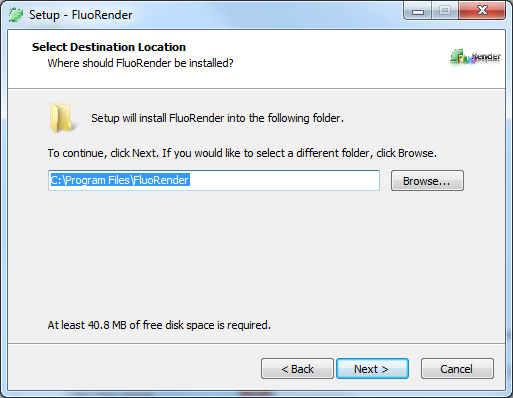 Setup - FluoRender
Select Destination Location
Where should FluoRender be installed?
FluoRender
Setup will install FluoRender into the following folder.
To continue, click Next. If you would like to select a different folder, click Browse.
C:\Program Files\FluoRender
Browse...
At least 40.8 MB of free disk space is required.
< Back
Next >
Cancel